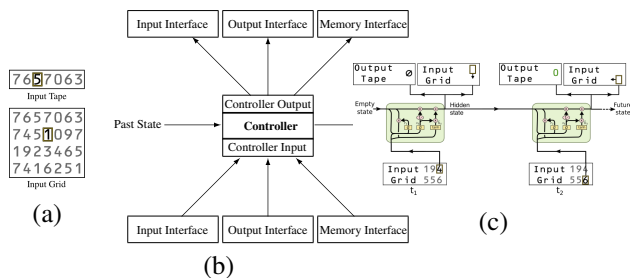 7657063
Input Tape
7657063
7451097
1923465
7416251
Input Grid
(a)
Input Interface
Output Interface
Memory Interface
Controller Output
Past State
Controller
Controller Input
Input Interface
Output Interface
Memory Interface
(b)
Output
Tape
Ø
Input
Grid
Output
Tape
0
Input
Grid
Empty
state
Hidden
state
Future
state
Input 194
Grid 556
t1
Input 194
Grid 556
t2
(c)